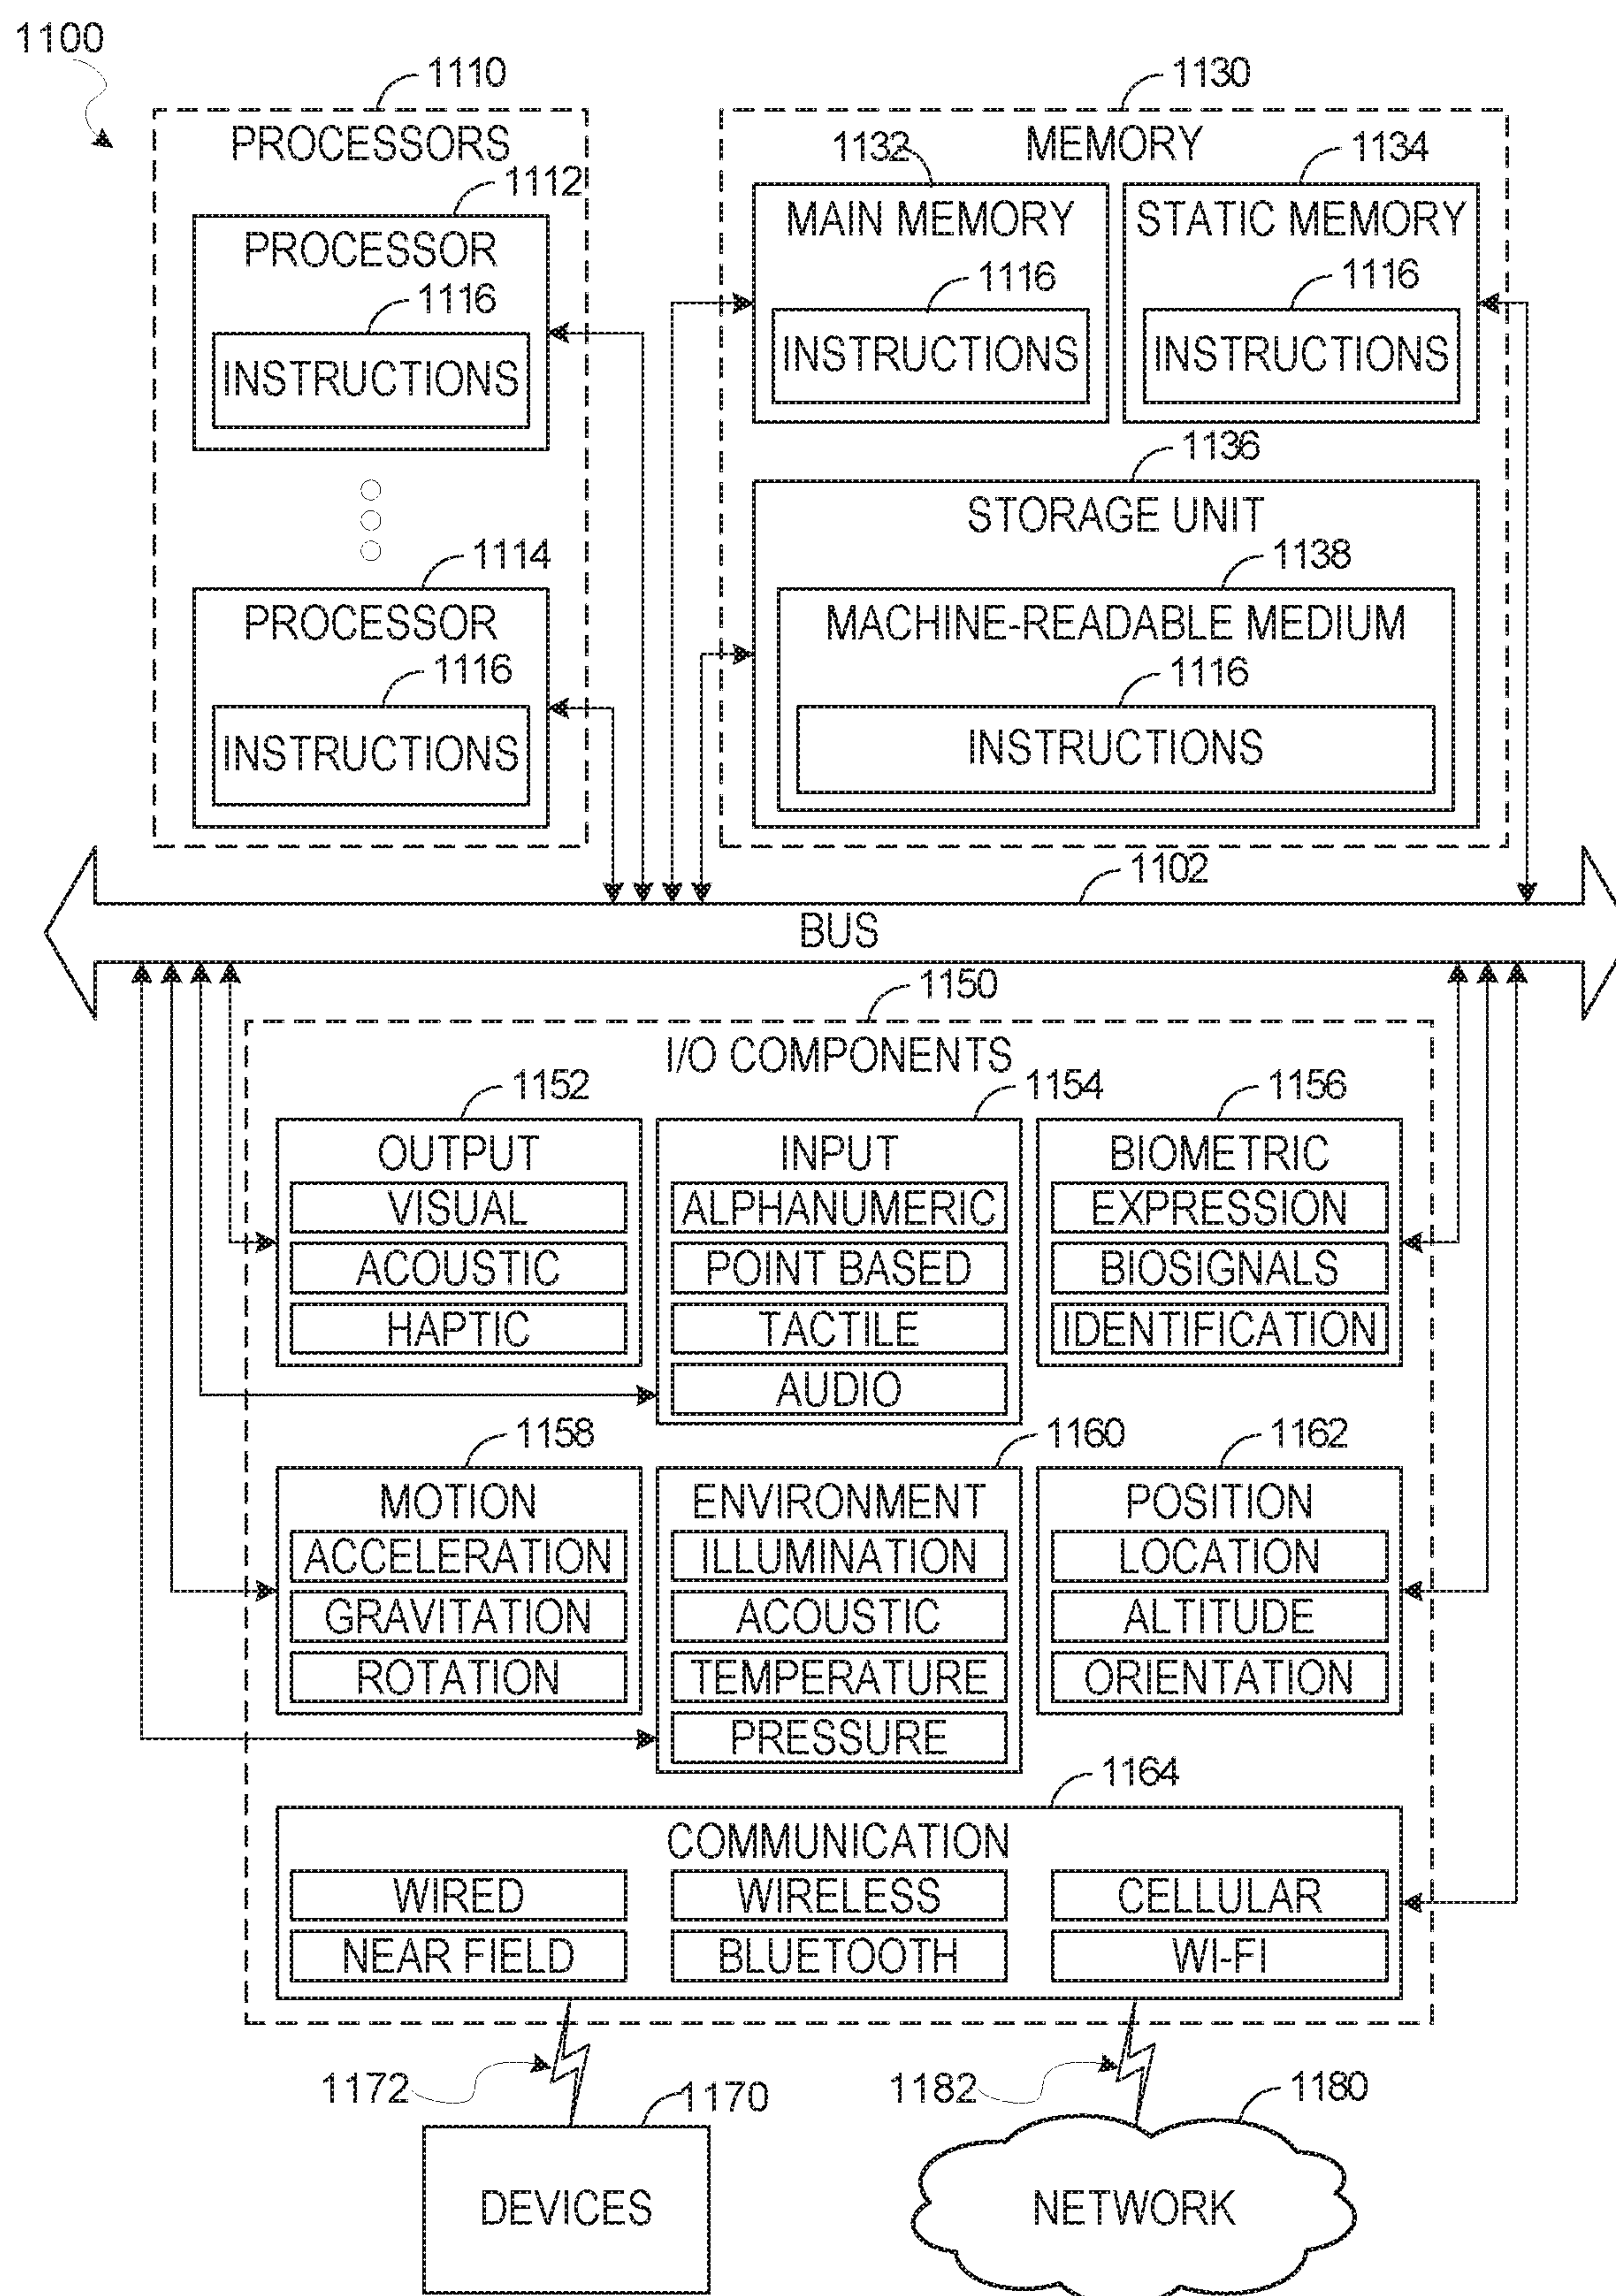 1100
1110
1130
PROCESSORS
MEMORY
1112
1132
1134
PROCESSOR
MAIN MEMORY
STATIC MEMORY
1116
1116
1116
INSTRUCTIONS
INSTRUCTIONS
INSTRUCTIONS
1136
STORAGE UNIT
1114
1138
PROCESSOR
MACHINE-READABLE MEDIUM
1116
1116
INSTRUCTIONS
INSTRUCTIONS
1102
BUS
1150
I/O COMPONENTS
1152
1154
1156
OUTPUT
INPUT
BIOMETRIC
VISUAL
ALPHANUMERIC
EXPRESSION
ACOUSTIC
POINT BASED
BIOSIGNALS
HAPTIC
TACTILE
IDENTIFICATION
AUDIO
1158
1160
1162
MOTION
ENVIRONMENT
POSITION
ACCELERATION
ILLUMINATION
LOCATION
GRAVITATION
ACOUSTIC
ALTITUDE
ROTATION
TEMPERATURE
ORIENTATION
PRESSURE
1164
COMMUNICATION
WIRED
WIRELESS
CELLULAR
NEAR FIELD
BLUETOOTH
WI-FI
1172
1170
1182
1180
DEVICES
NETWORK